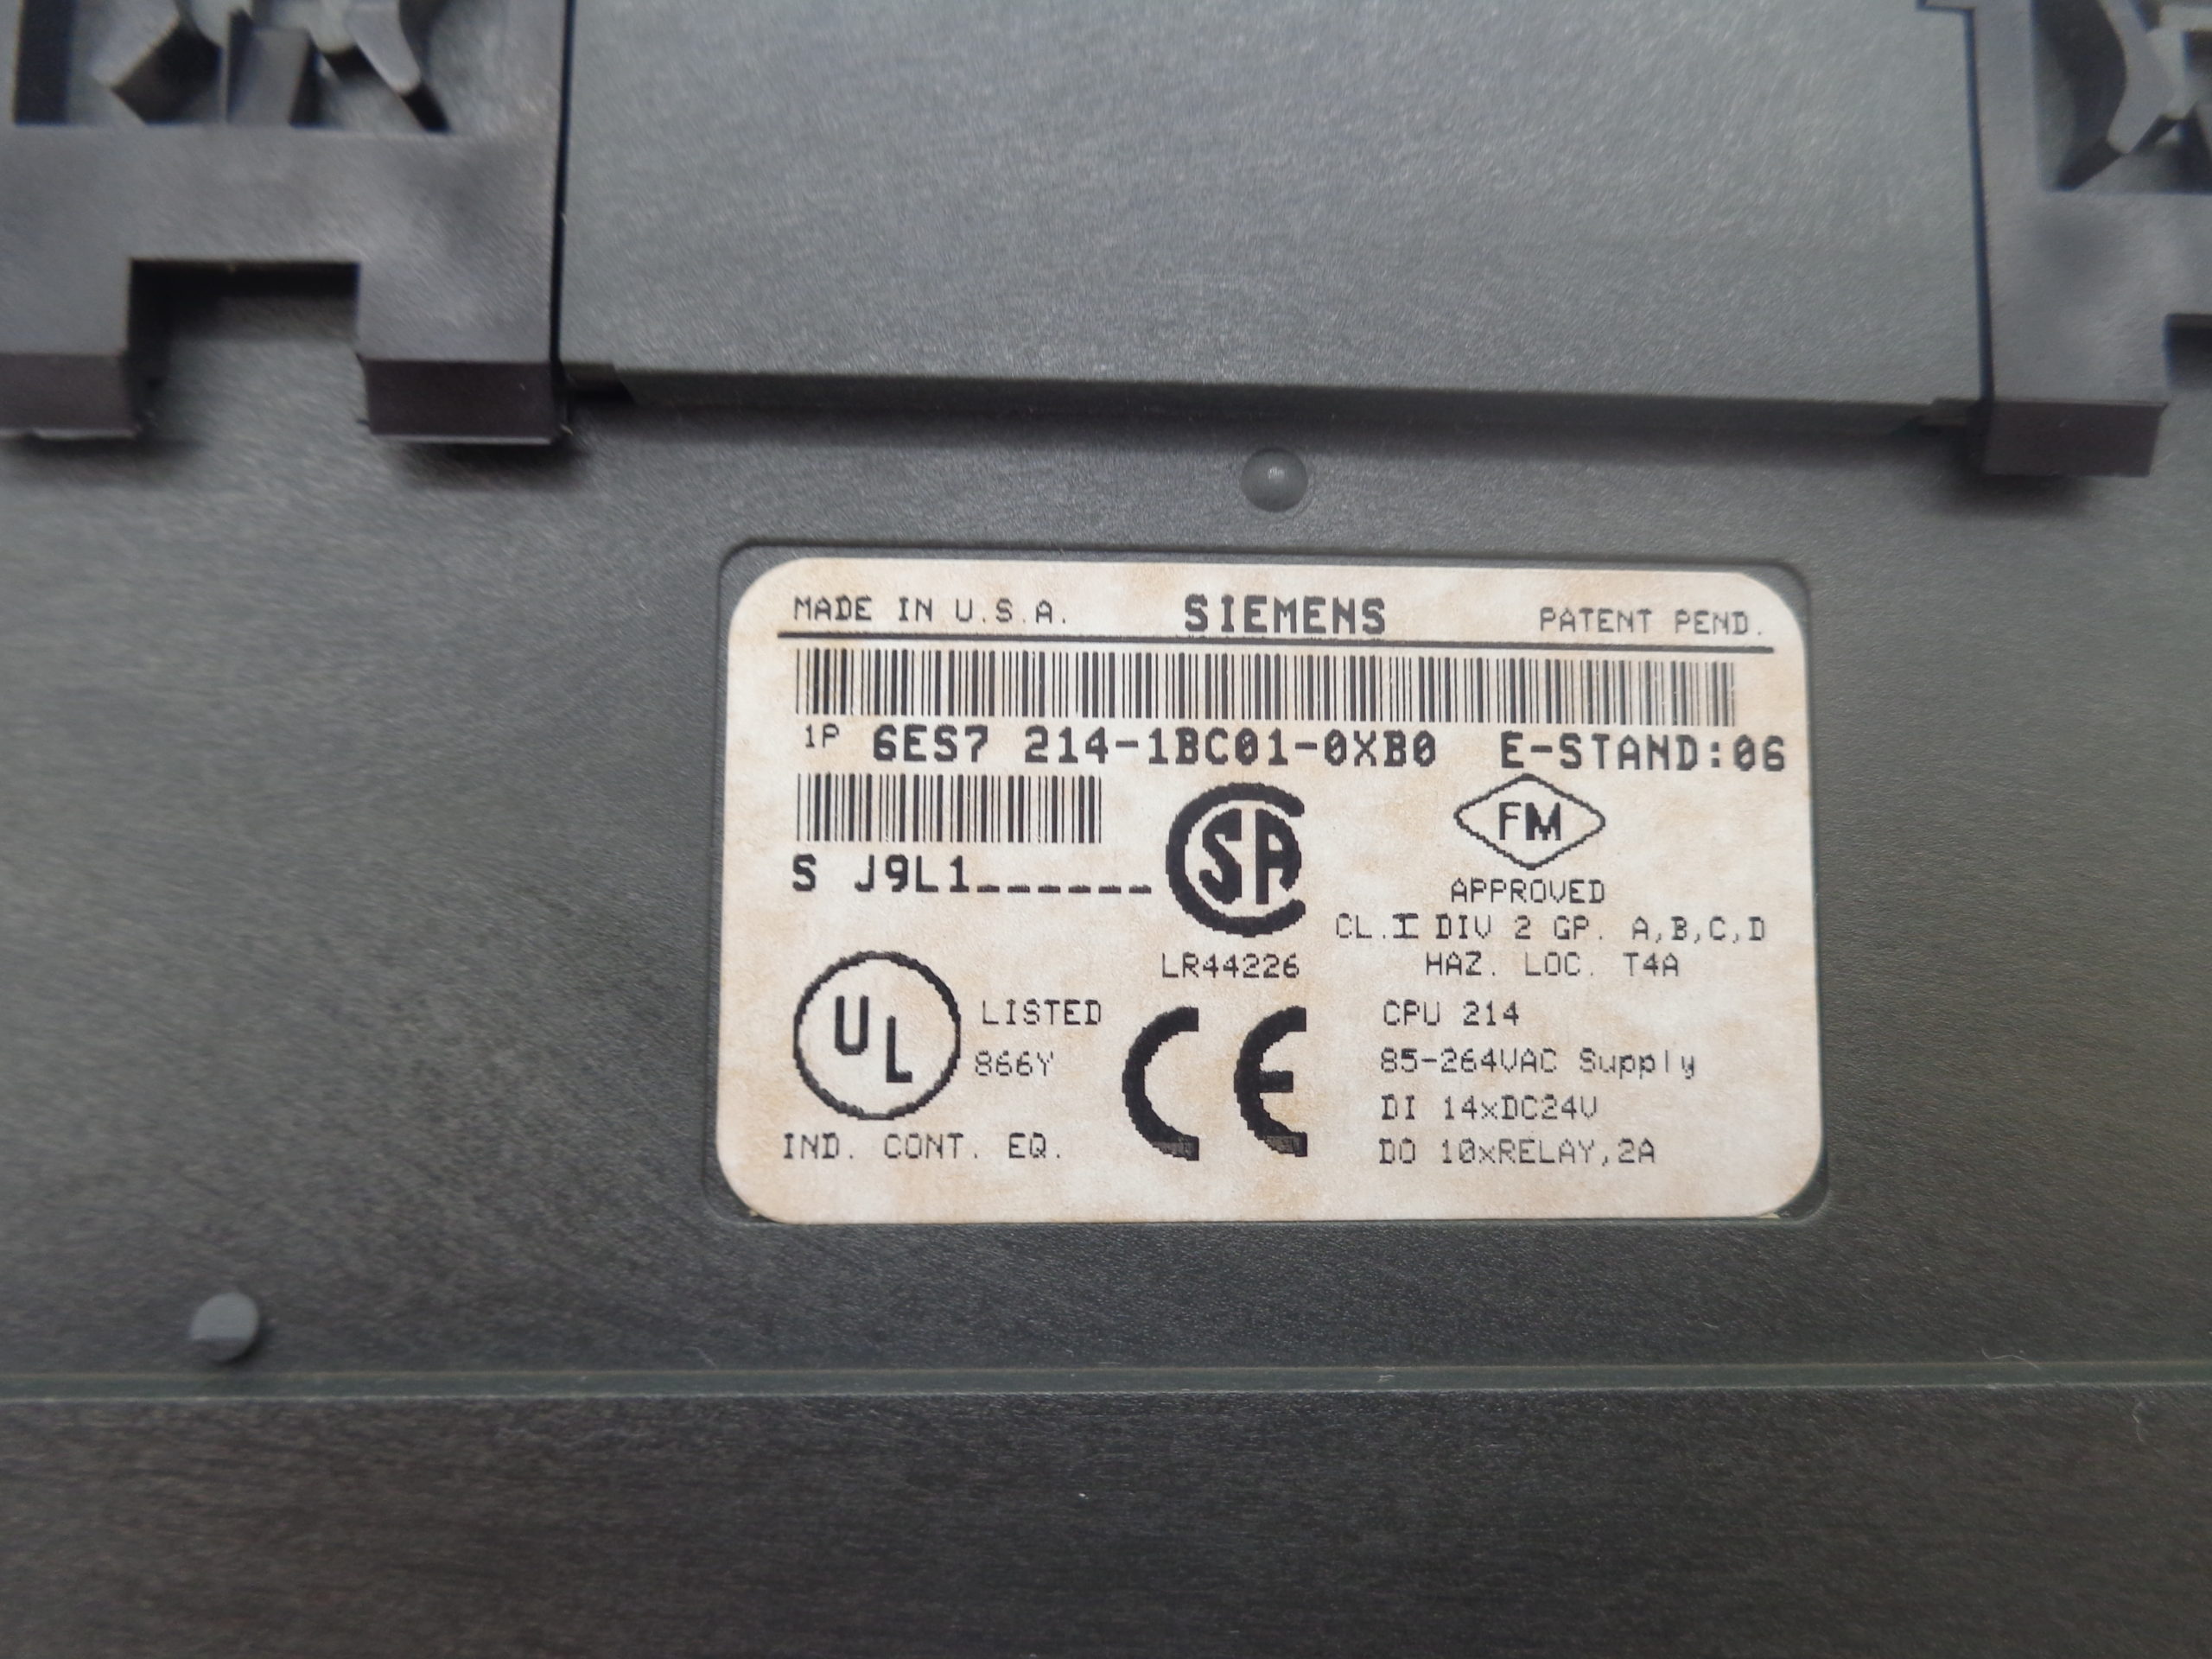 MADE IN U.S.A. SIEMENS PATENT PEND.
1P 6ES7 214-1BC01-0XB0 E-STAND:06
S J9L1______
SA
FM
APPROVED
CL.I DIV 2 GP. A,B,C,D
LR44226
HAZ. LOC. T4A
UL
LISTED
866Y
IND. CONT. EQ.
CE
CPU 214
85-264VAC Supply
DI 14xDC24V
DO 10xRELAY,2A